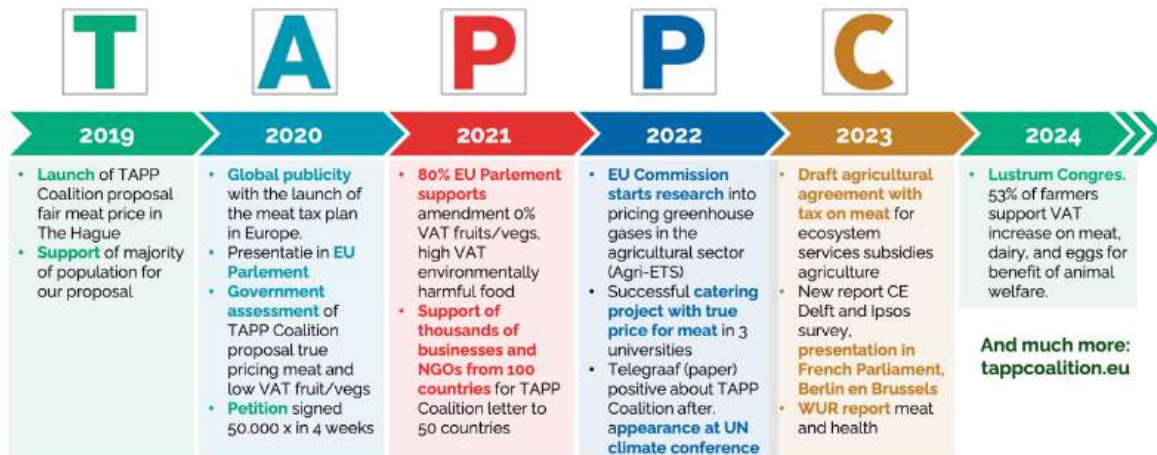 T A P P C
2019
Launch of TAPP
Coalition proposal
fair meat price in
The Hague
Support of majority
of population for
our proposal
2020
Global publicity
with the launch of
the meat tax plan
in Europe.
Presentatie in EU
Parlement
Government
assessment of
TAPP Coalition
proposal true
pricing meat and
low VAT fruit/vegs
Petition signed
50.000 x in 4 weeks
2021
80% EU Parlement
supports
amendment 0%
VAT fruits/vegs,
high VAT
environmentally
harmful food
Support of
thousands of
businesses and
NGOs from 100
countries for TAPP
Coalition letter to
50 countries
2022
EU Commission
starts research into
pricing greenhouse
gases in the
agricultural sector
(Agri-ETS)
Successful catering
project with true
price for meat in 3
universities
Telegraaf (paper)
positive about TAPP
Coalition after.
appearance at UN
climate conference
2023
Draft agricultural
agreement with
tax on meat for
ecosystem
services subsidies
agriculture
New report CE
Delft and Ipsos
survey,
presentation in
French Parliament,
Berlin en Brussels
WUR report meat
and health
2024
Lustrum Congres.
53% of farmers
support VAT
increase on meat,
dairy, and eggs for
benefit of animal
welfare.
And much more:
tappcoalition.eu